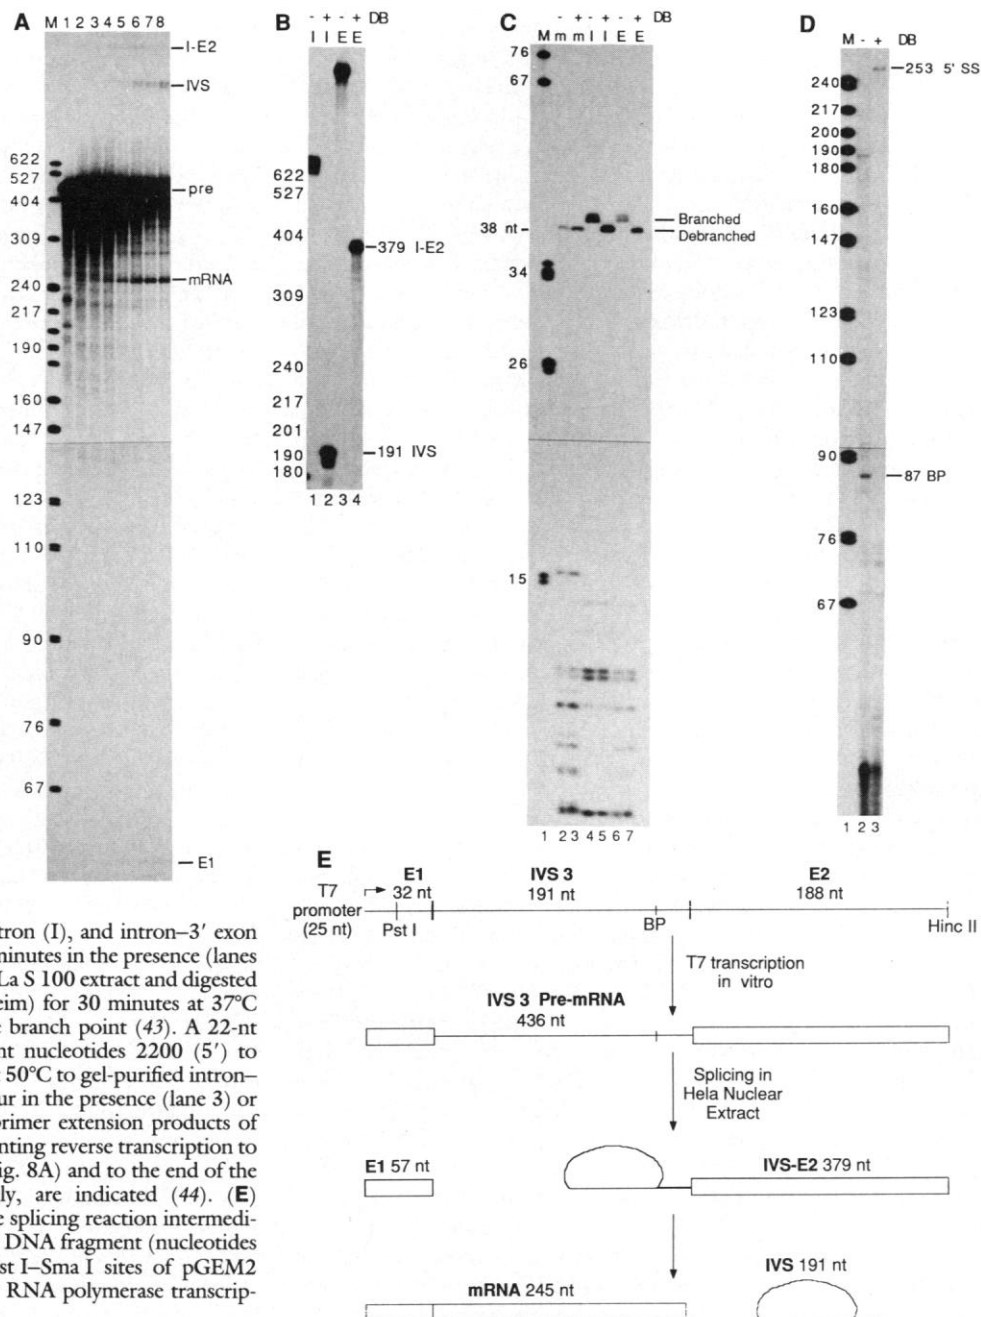 A
M 1 2 3 4 5 6 7 8
I-E2
IVS
622
527
404
pre
309
mRNA
240
217
190
160
147
123
110
90
76
67
E1
B
- + - + DB
I I E E
622
527
404
379 I-E2
309
240
217
201
190
180
191 IVS
1 2 3 4
C
- + - + - + DB
M m m I I E E
76
67
Branched
38 nt
Debranched
34
26
15
1 2 3 4 5 6 7
D
M - + DB
253 5' SS
240
217
200
190
180
160
147
123
110
90
87 BP
76
67
1 2 3
tron (I), and intron–3′ exon
ninutes in the presence (lanes
La S 100 extract and digested
eim) for 30 minutes at 37°C
e branch point (43). A 22-nt
nt nucleotides 2200 (5′) to
t 50°C to gel-purified intron–
ur in the presence (lane 3) or
primer extension products of
nting reverse transcription to
ig. 8A) and to the end of the
ly, are indicated (44). (E)
e splicing reaction intermedi-
DNA fragment (nucleotides
st I–Sma I sites of pGEM2
RNA polymerase transcrip-
E
E1
IVS 3
E2
T7
32 nt
191 nt
188 nt
promoter
(25 nt)
Pst I
BP
Hinc II
T7 transcription
in vitro
IVS 3 Pre-mRNA
436 nt
Splicing in
Hela Nuclear
Extract
E1 57 nt
IVS-E2 379 nt
IVS 191 nt
mRNA 245 nt